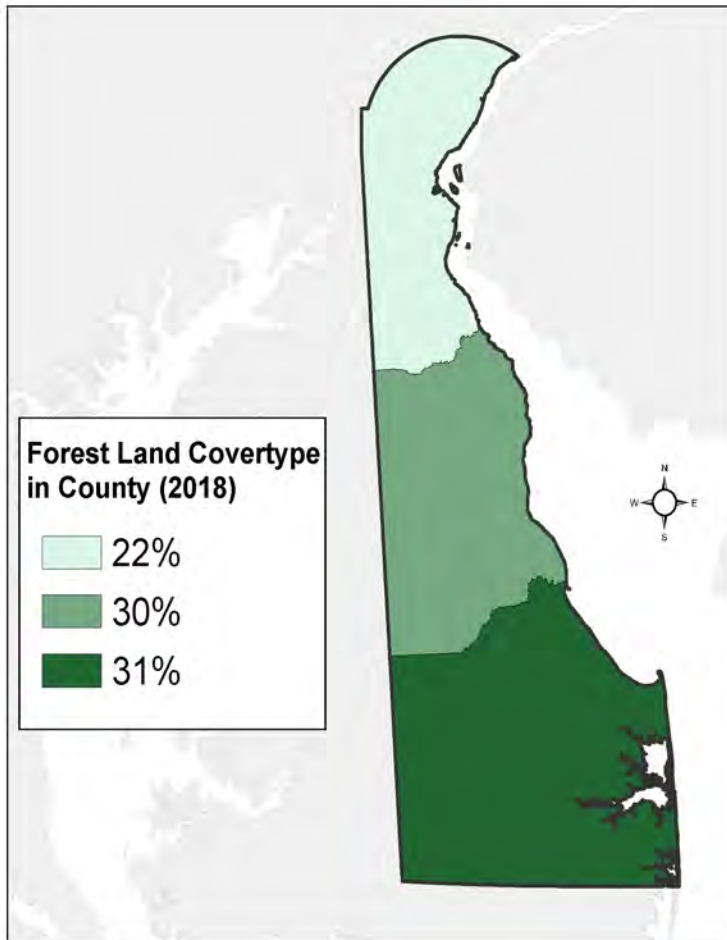 Forest Land Covertype
in County (2018)
22%
30%
31%
N
W E
S